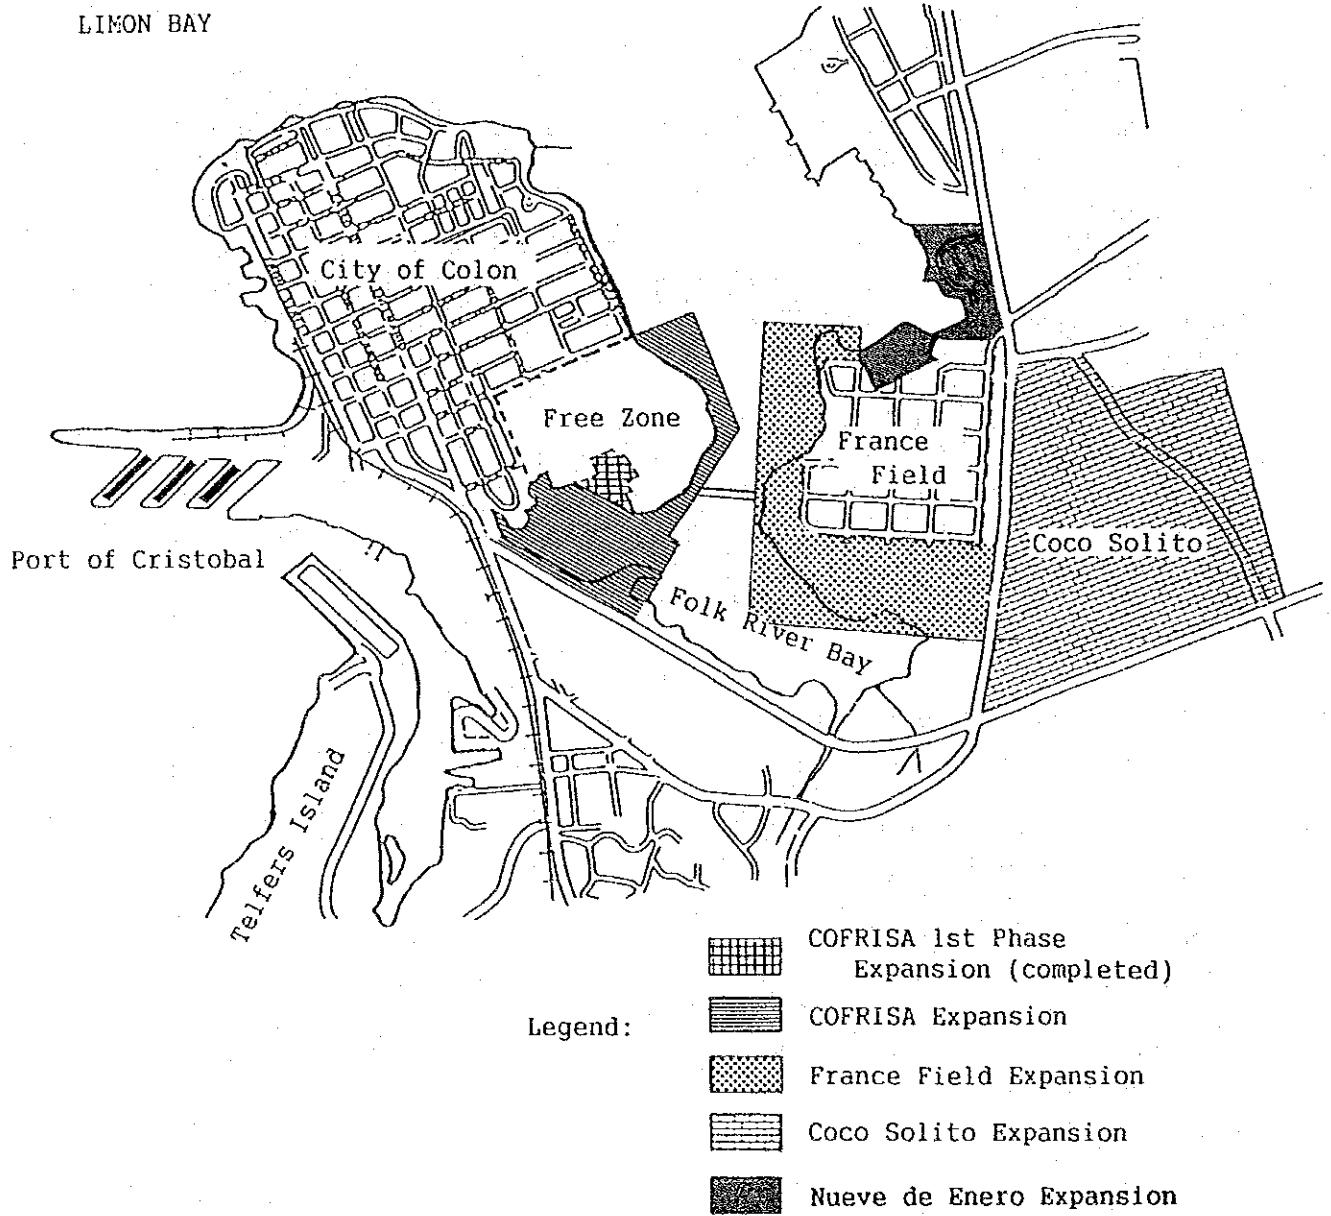 LIMON BAY
City of Colon
Free Zone
France
Field
Coco Solito
Port of Cristobal
Folk River Bay
Telfers Island
Legend:
COFRISA 1st Phase
Expansion (completed)
COFRISA Expansion
France Field Expansion
Coco Solito Expansion
Nueve de Enero Expansion